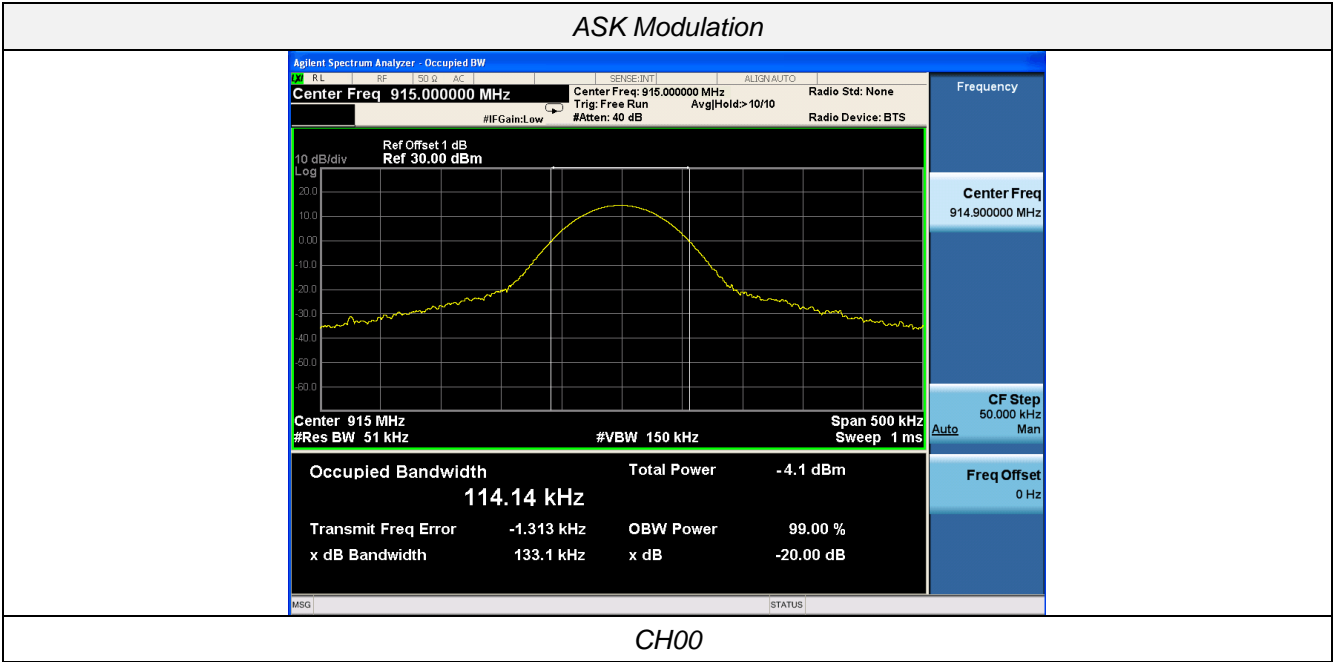 ASK Modulation
Agilent Spectrum Analyzer - Occupied BW
LXI RL RF 50 Ω AC SENSE:INT ALIGN AUTO
Center Freq 915.000000 MHz
Center Freq: 915.000000 MHz
Radio Std: None
Trig: Free Run Avg|Hold:> 10/10
#IFGain:Low
#Atten: 40 dB
Radio Device: BTS
Ref Offset 1 dB
10 dB/div Ref 30.00 dBm
Log
20.0
10.0
0.00
-10.0
-20.0
-30.0
-40.0
-50.0
-60.0
Center 915 MHz Span 500 kHz
#Res BW 51 kHz #VBW 150 kHz Sweep 1 ms
Occupied Bandwidth Total Power -4.1 dBm
114.14 kHz
Transmit Freq Error -1.313 kHz OBW Power 99.00 %
x dB Bandwidth 133.1 kHz x dB -20.00 dB
MSG STATUS
Frequency
Center Freq
914.900000 MHz
CF Step
50.000 kHz
Auto Man
Freq Offset
0 Hz
CH00